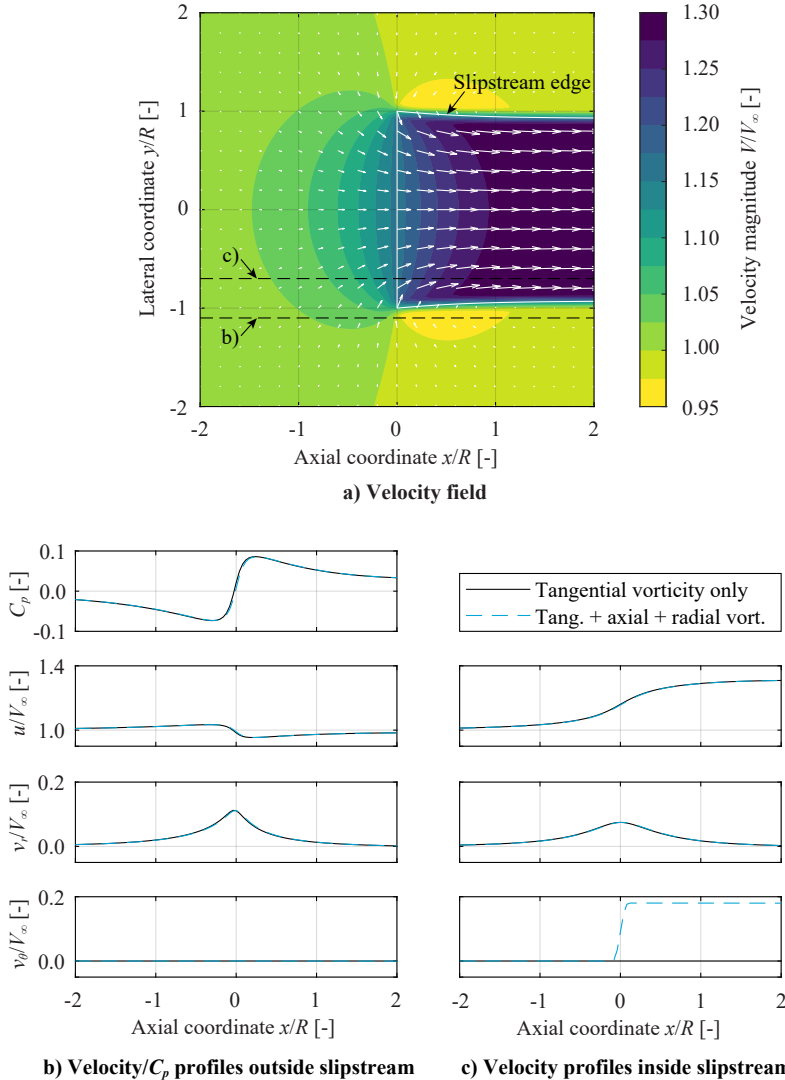 2
1
0
-1
-2
Lateral coordinate y/R [-]
Slipstream edge
c)
b)
-2 -1 0 1 2
Axial coordinate x/R [-]
1.30
1.25
1.20
1.15
1.10
1.05
1.00
0.95
Velocity magnitude V/V∞ [-]
a) Velocity field
0.1
0.0
-0.1
Cp [-]
Tangential vorticity only
Tang. + axial + radial vort.
1.4
1.0
u/V∞ [-]
0.2
0.0
vr/V∞ [-]
0.2
0.0
vθ/V∞ [-]
-2 -1 0 1 2
Axial coordinate x/R [-]
-2 -1 0 1 2
Axial coordinate x/R [-]
b) Velocity/Cp profiles outside slipstream
c) Velocity profiles inside slipstream